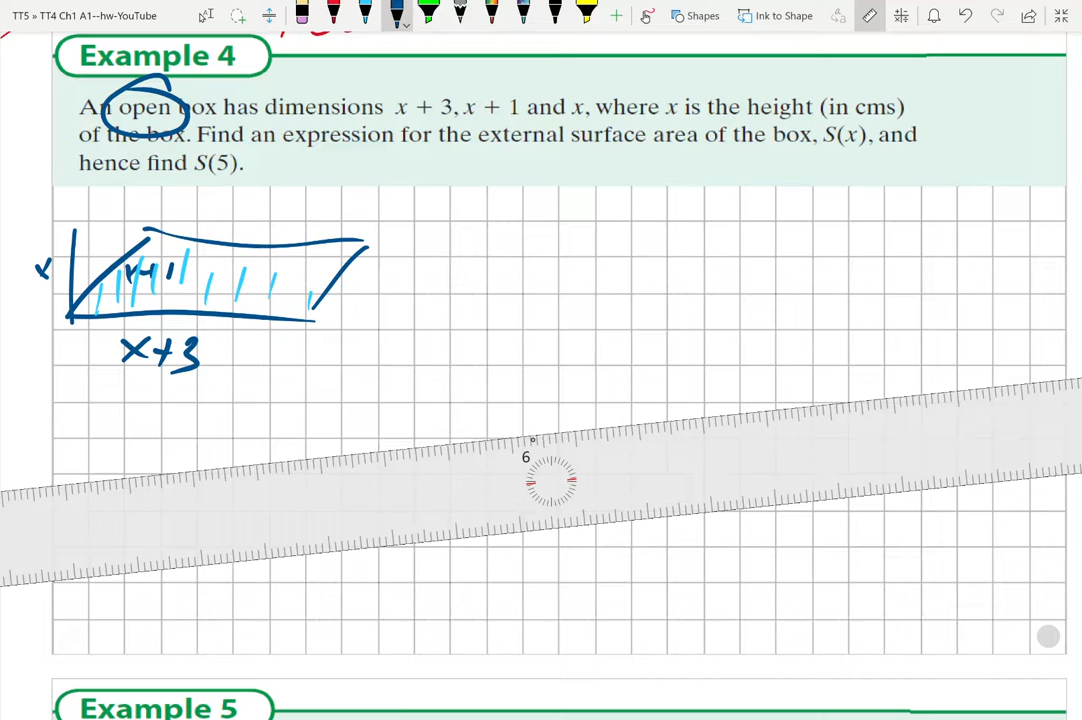 TT5 » TT4 Ch1 A1--hw-YouTube
Shapes
Ink to Shape
Example 4
An open box has dimensions x + 3, x + 1 and x, where x is the height (in cms)
of the box. Find an expression for the external surface area of the box, S(x), and
hence find S(5).
x
x+1
x+3
6°
Example 5